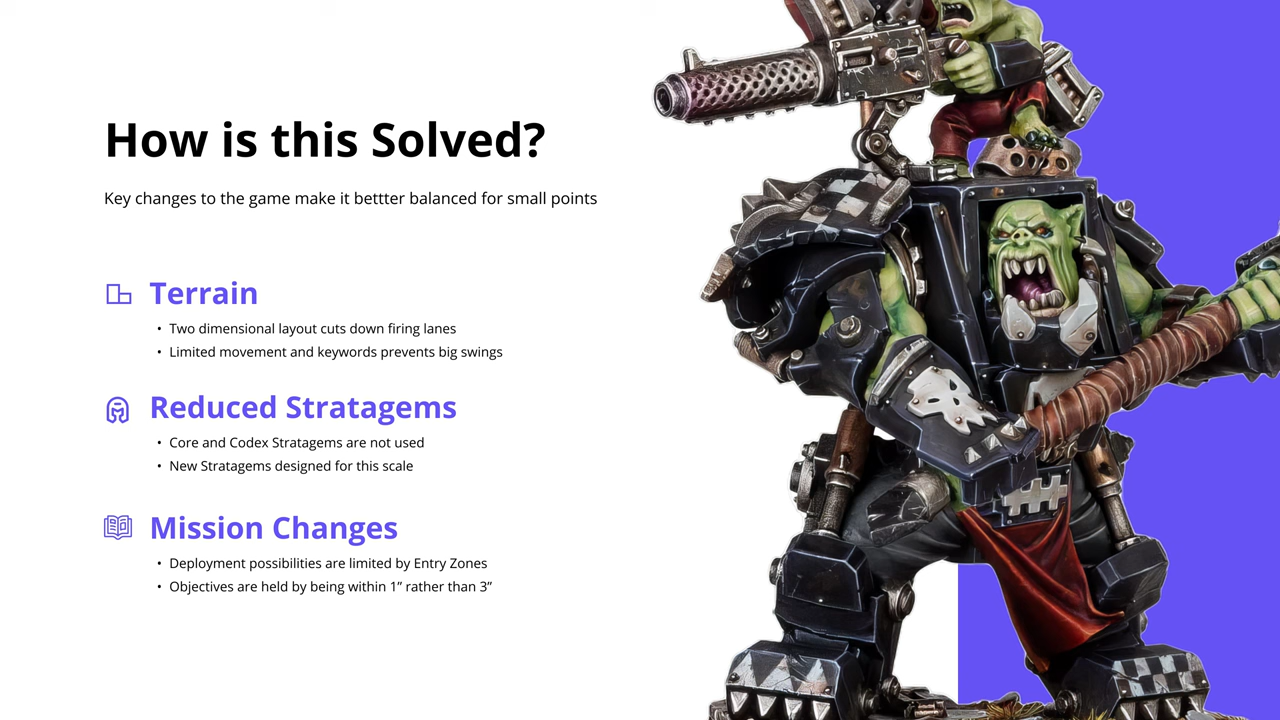 How is this Solved?
Key changes to the game make it bettter balanced for small points
Terrain
• Two dimensional layout cuts down firing lanes
• Limited movement and keywords prevents big swings
Reduced Stratagems
• Core and Codex Stratagems are not used
• New Stratagems designed for this scale
Mission Changes
• Deployment possibilities are limited by Entry Zones
• Objectives are held by being within 1” rather than 3”